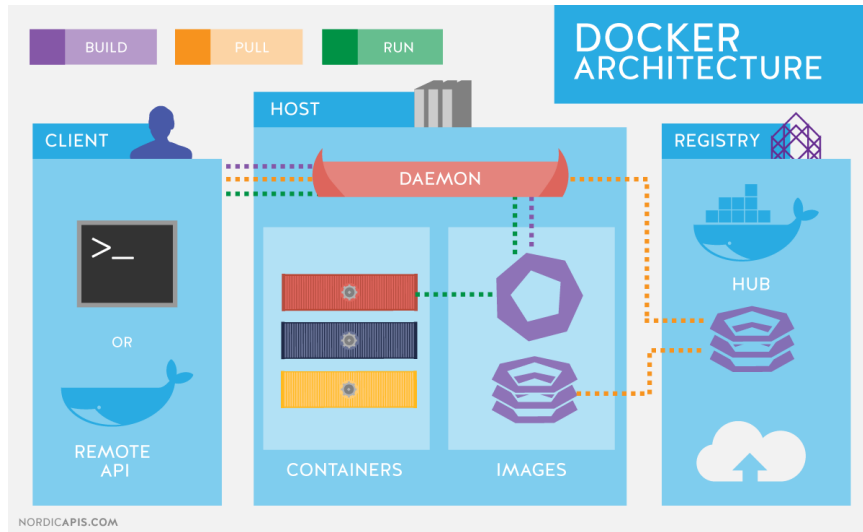 BUILD
PULL
RUN
DOCKER
ARCHITECTURE
CLIENT
HOST
REGISTRY
DAEMON
>_
OR
REMOTE
API
CONTAINERS
IMAGES
HUB
NORDICAPIS.COM